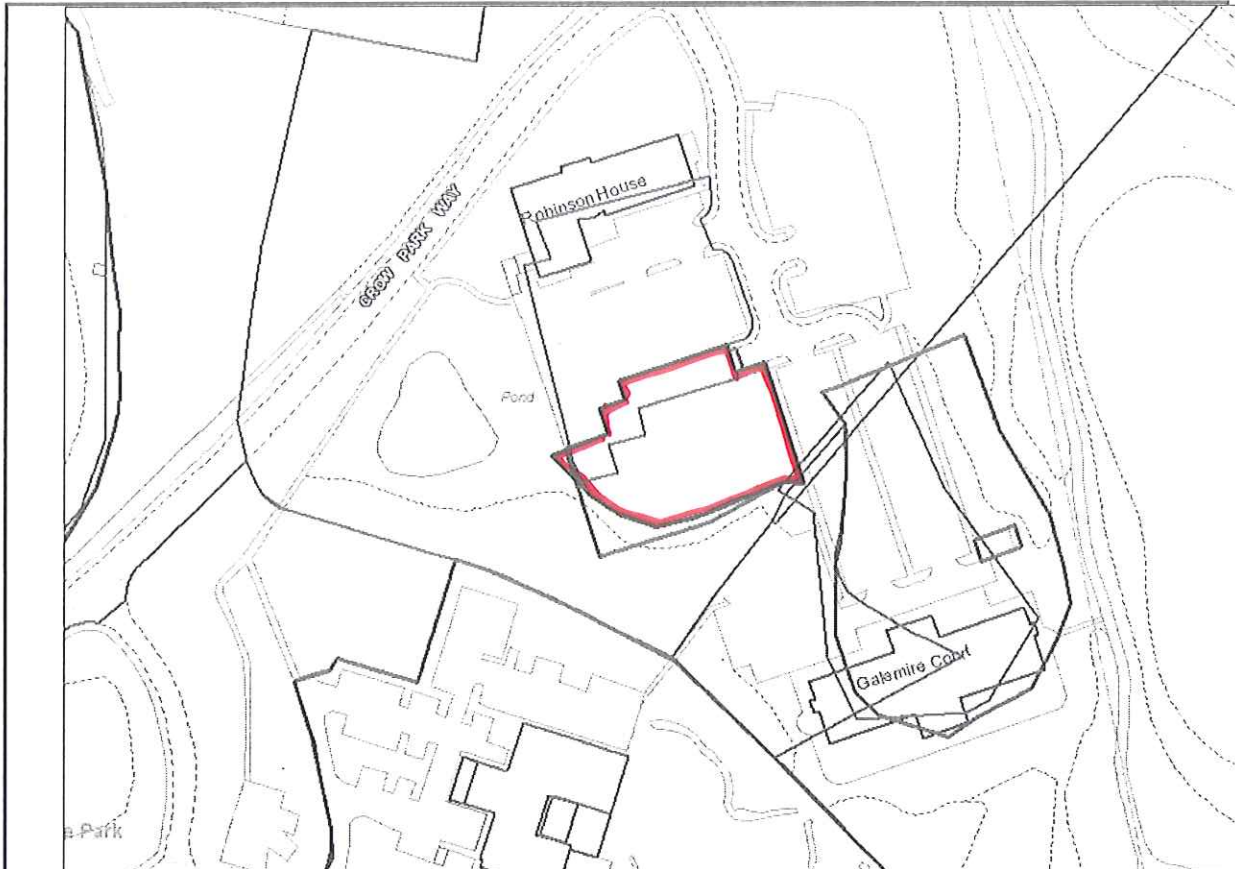 Robinson House
CROW PARK WAY
Pond
Galemire Court
e Park